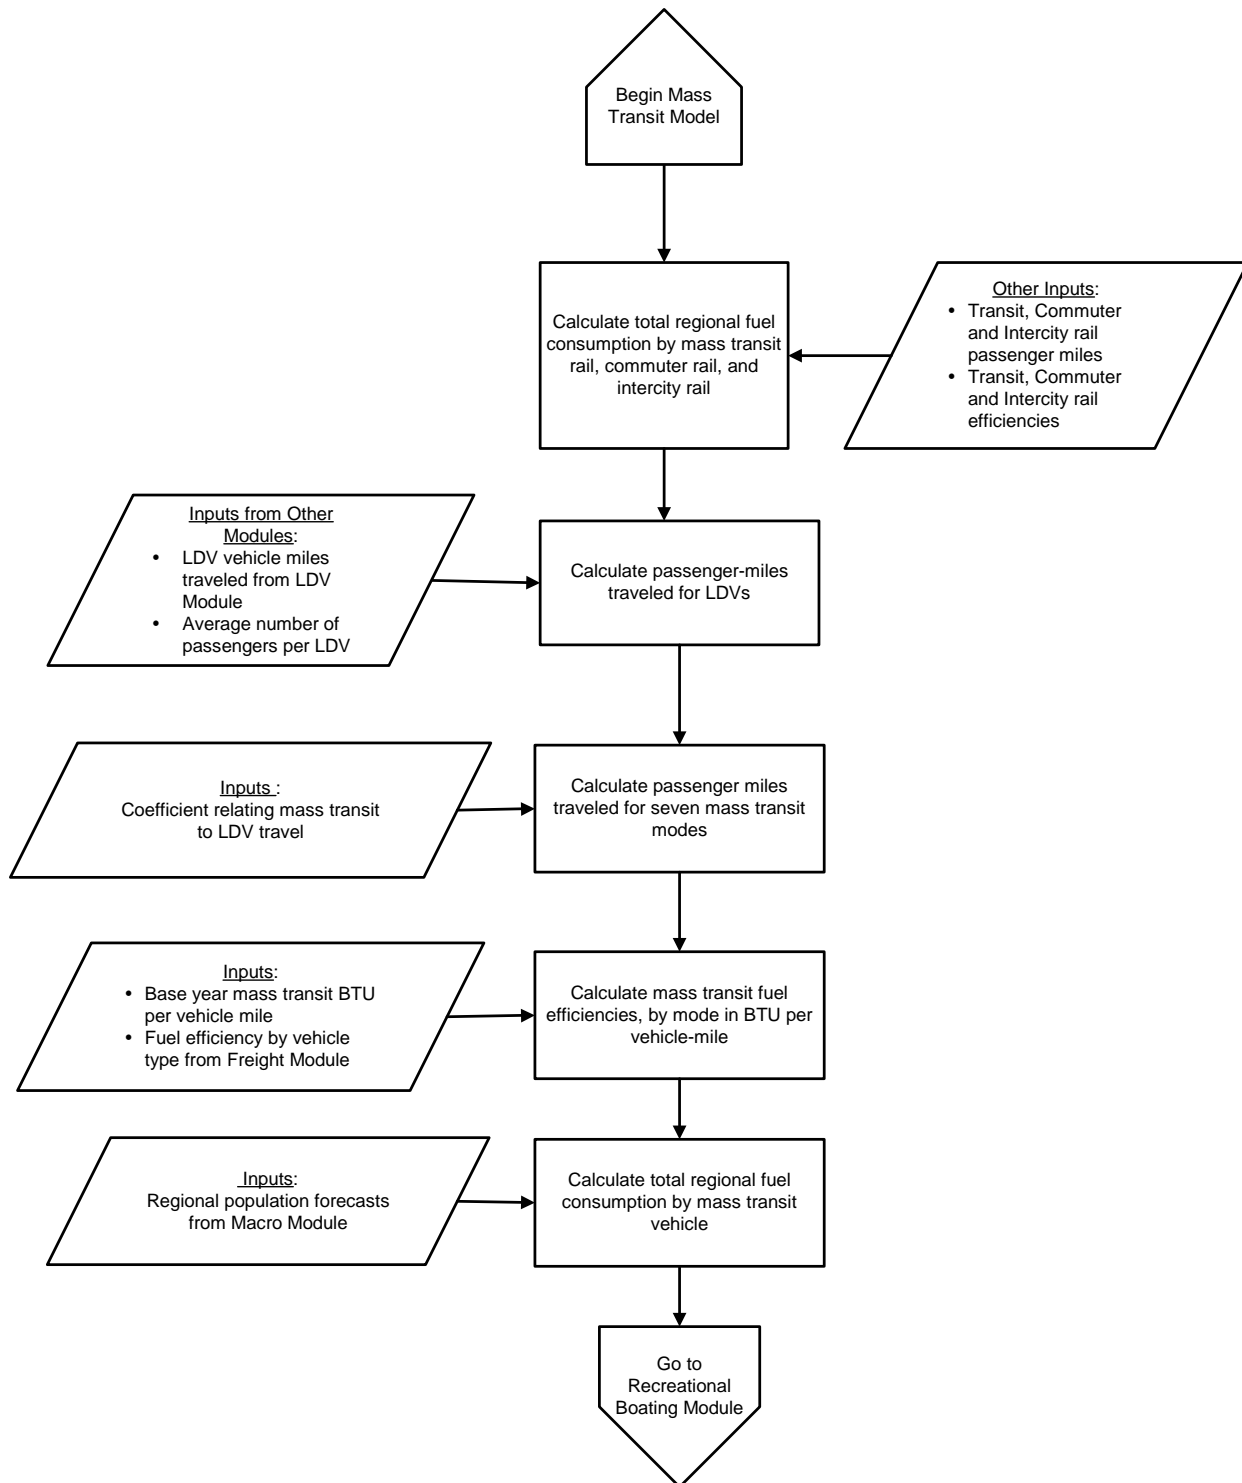 Begin Mass
Transit Model
Calculate total regional fuel
consumption by mass transit
rail, commuter rail, and
intercity rail
Other Inputs:
• Transit, Commuter
and Intercity rail
passenger miles
• Transit, Commuter
and Intercity rail
efficiencies
Inputs from Other
Modules:
• LDV vehicle miles
traveled from LDV
Module
• Average number of
passengers per LDV
Calculate passenger-miles
traveled for LDVs
Inputs :
Coefficient relating mass transit
to LDV travel
Calculate passenger miles
traveled for seven mass transit
modes
Inputs:
• Base year mass transit BTU
per vehicle mile
• Fuel efficiency by vehicle
type from Freight Module
Calculate mass transit fuel
efficiencies, by mode in BTU per
vehicle-mile
Inputs:
Regional population forecasts
from Macro Module
Calculate total regional fuel
consumption by mass transit
vehicle
Go to
Recreational
Boating Module